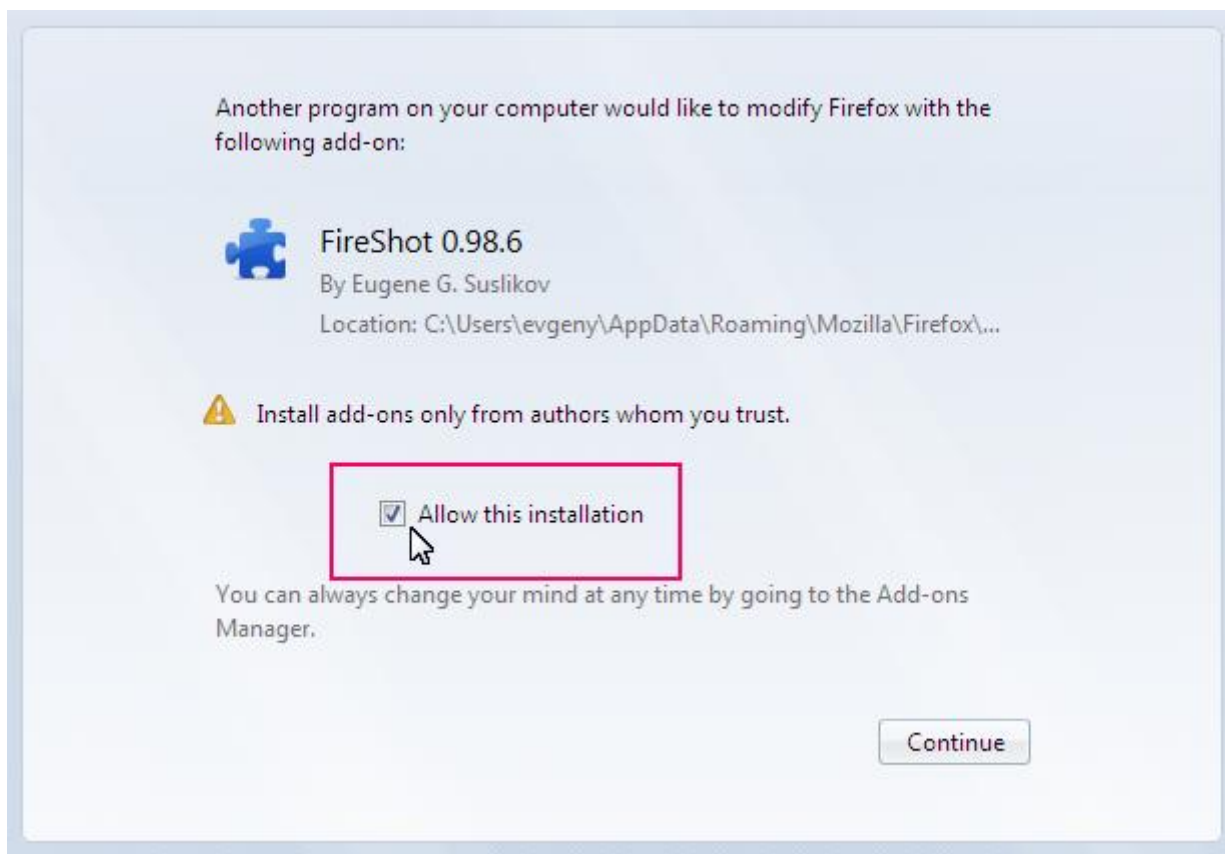 Another program on your computer would like to modify Firefox with the
following add-on:
FireShot 0.98.6
By Eugene G. Suslikov
Location: C:\Users\evgeny\AppData\Roaming\Mozilla\Firefox\...
Install add-ons only from authors whom you trust.
Allow this installation
You can always change your mind at any time by going to the Add-ons
Manager.
Continue